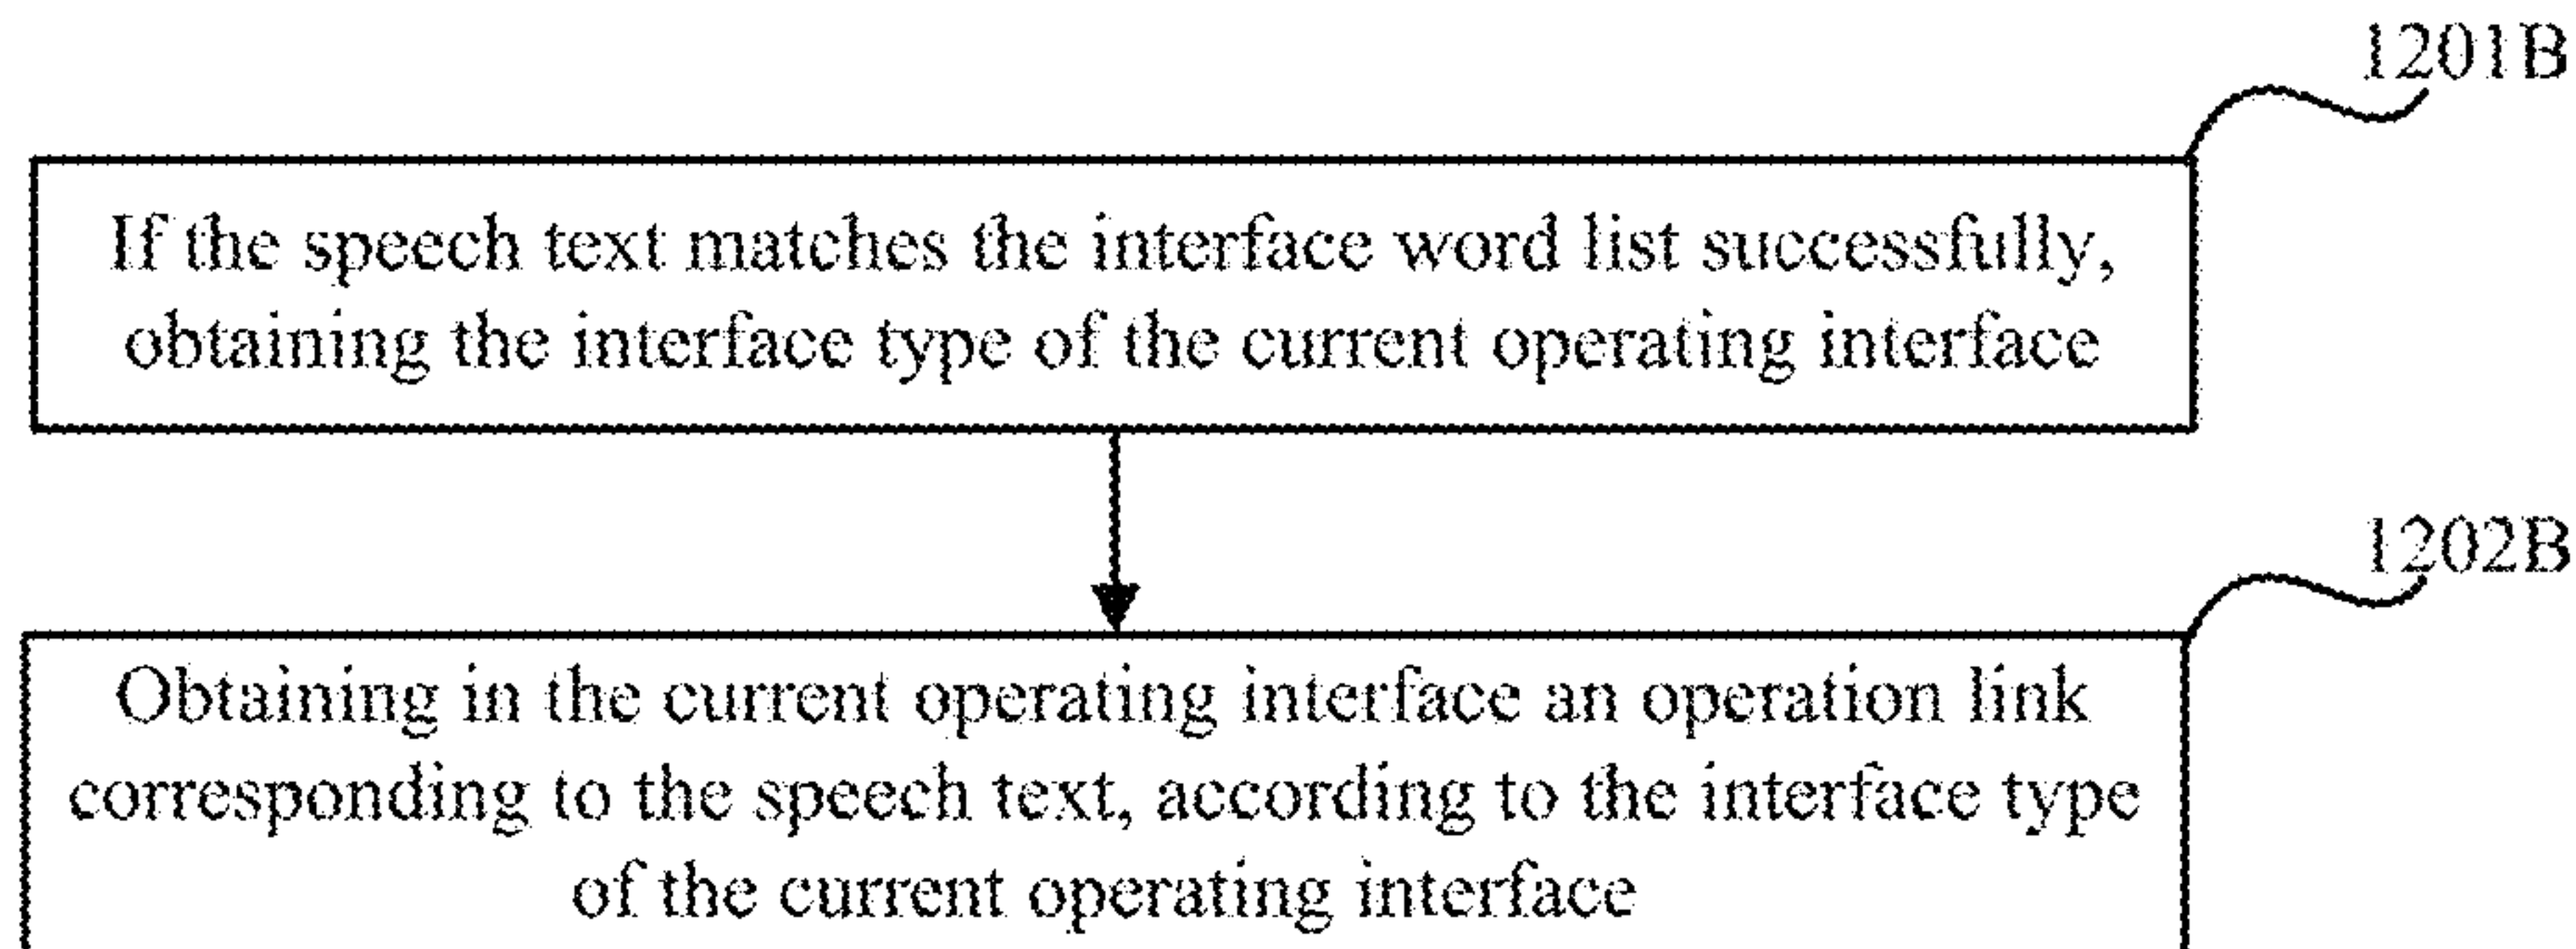 1201B
If the speech text matches the interface word list successfully,
obtaining the interface type of the current operating interface
1202B
Obtaining in the current operating interface an operation link
corresponding to the speech text, according to the interface type
of the current operating interface